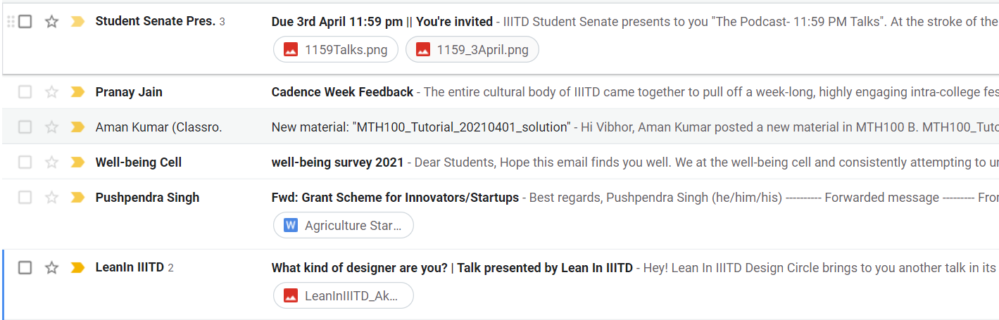 Student Senate Pres. 3 Due 3rd April 11:59 pm || You're invited - IIITD Student Senate presents to you "The Podcast- 11:59 PM Talks". At the stroke of the
1159Talks.png 1159_3April.png
Pranay Jain Cadence Week Feedback - The entire cultural body of IIITD came together to pull off a week-long, highly engaging intra-college fes
Aman Kumar (Classro. New material: "MTH100_Tutorial_20210401_solution" - Hi Vibhor, Aman Kumar posted a new material in MTH100 B. MTH100_Tuto
Well-being Cell well-being survey 2021 - Dear Students, Hope this email finds you well. We at the well-being cell and consistently attempting to un
Pushpendra Singh Fwd: Grant Scheme for Innovators/Startups - Best regards, Pushpendra Singh (he/him/his) ---------- Forwarded message --------- Fron
W Agriculture Star...
LeanIn IIITD 2 What kind of designer are you? | Talk presented by Lean In IIITD - Hey! Lean In IIITD Design Circle brings to you another talk in its
LeanInIIITD_Ak...